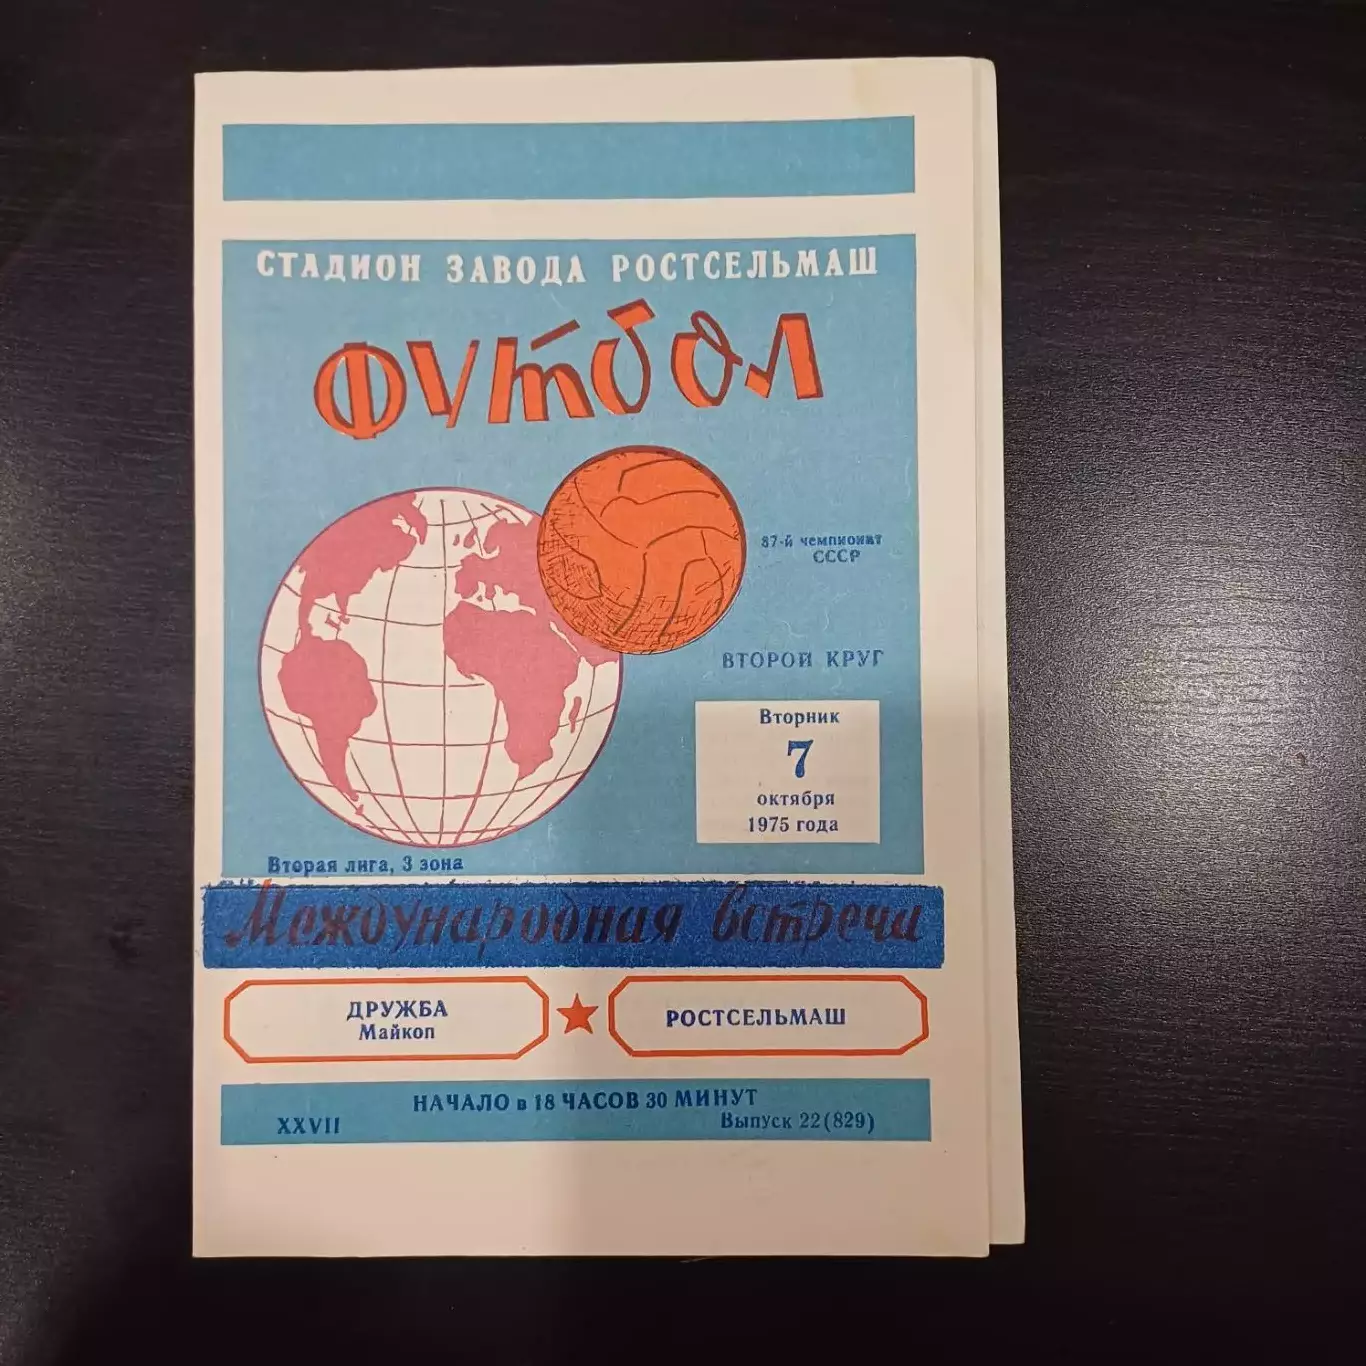 СТАДИОН ЗАВОДА РОСТСЕЛЬМАШ
ФУТБОЛ
87-й чемпионат
СССР
ВТОРОЙ КРУГ
Вторник
7
октября
1975 года
Вторая лига, 3 зона
Международная встреча
ДРУЖБА
Майкоп
РОСТСЕЛЬМАШ
НАЧАЛО в 18 ЧАСОВ 30 МИНУТ
XXVII
Выпуск 22 (829)